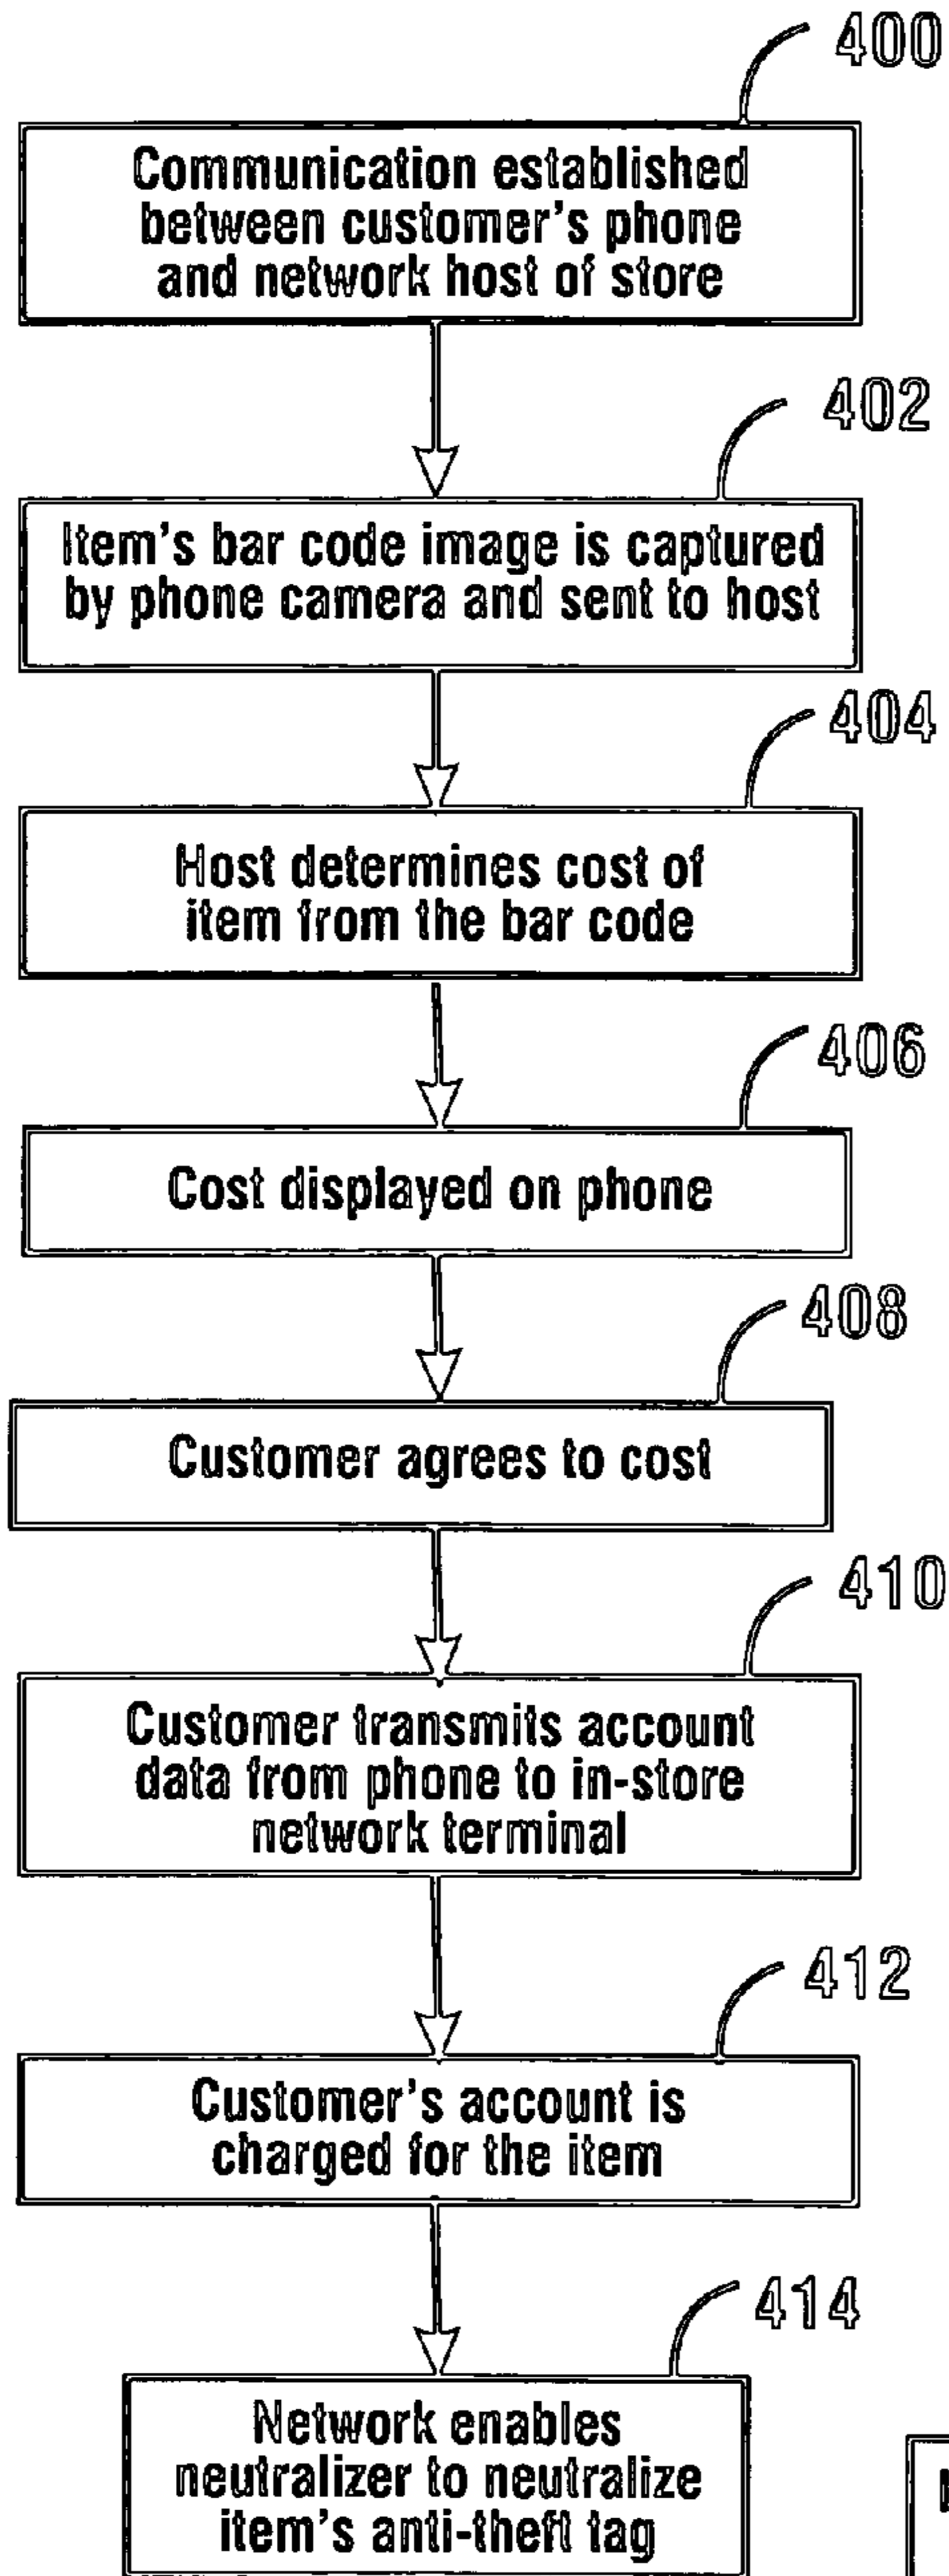 400
Communication established
between customer's phone
and network host of store
402
Item's bar code image is captured
by phone camera and sent to host
404
Host determines cost of
item from the bar code
406
Cost displayed on phone
408
Customer agrees to cost
410
Customer transmits account
data from phone to in-store
network terminal
412
Customer's account is
charged for the item
414
Network enables
neutralizer to neutralize
item's anti-theft tag